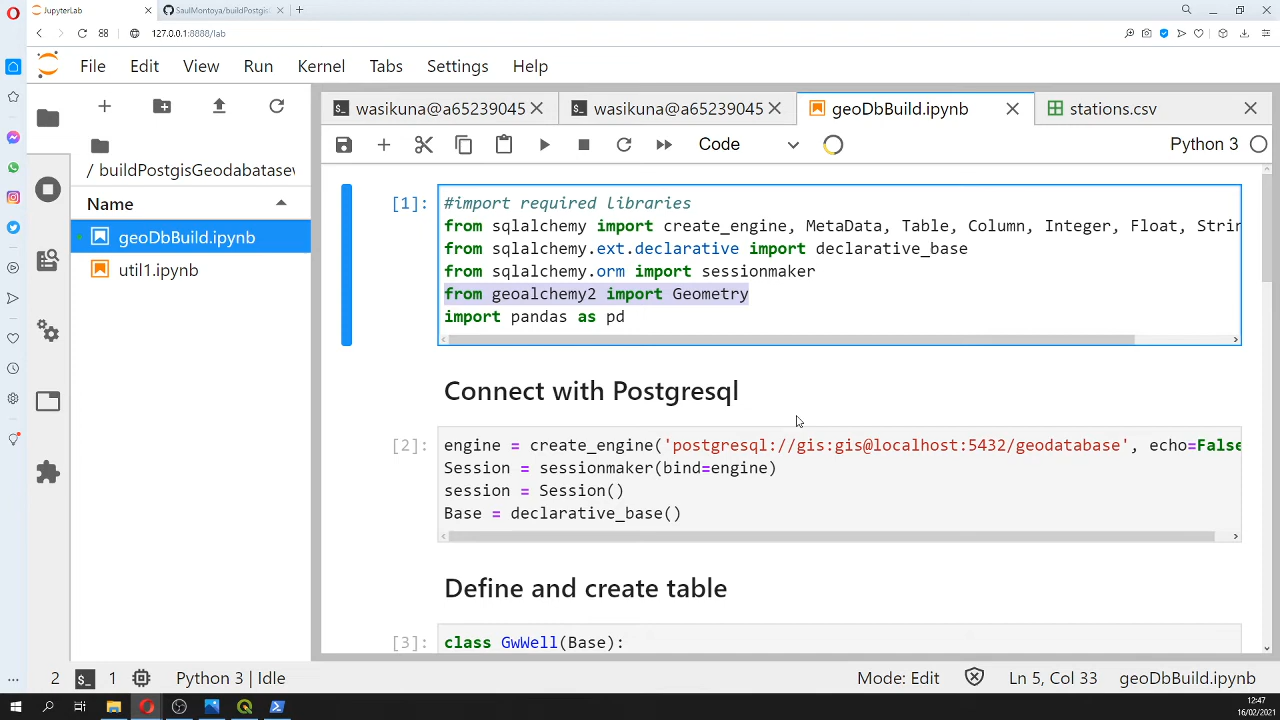 JupyterLab
SaulMontoya/buildPostgis
127.0.0.1:8888/lab
File Edit View Run Kernel Tabs Settings Help
wasikuna@a65239045
wasikuna@a65239045
geoDbBuild.ipynb
stations.csv
Code
Python 3
/ buildPostgisGeodabatasew
Name
geoDbBuild.ipynb
util1.ipynb
[1]:
#import required libraries
from sqlalchemy import create_engine, MetaData, Table, Column, Integer, Float, Strin
from sqlalchemy.ext.declarative import declarative_base
from sqlalchemy.orm import sessionmaker
from geoalchemy2 import Geometry
import pandas as pd
Connect with Postgresql
[2]:
engine = create_engine('postgresql://gis:gis@localhost:5432/geodatabase', echo=False
Session = sessionmaker(bind=engine)
session = Session()
Base = declarative_base()
Define and create table
[3]:
class GwWell(Base):
2 1 Python 3 | Idle
Mode: Edit
Ln 5, Col 33
geoDbBuild.ipynb
12:47
16/02/2021